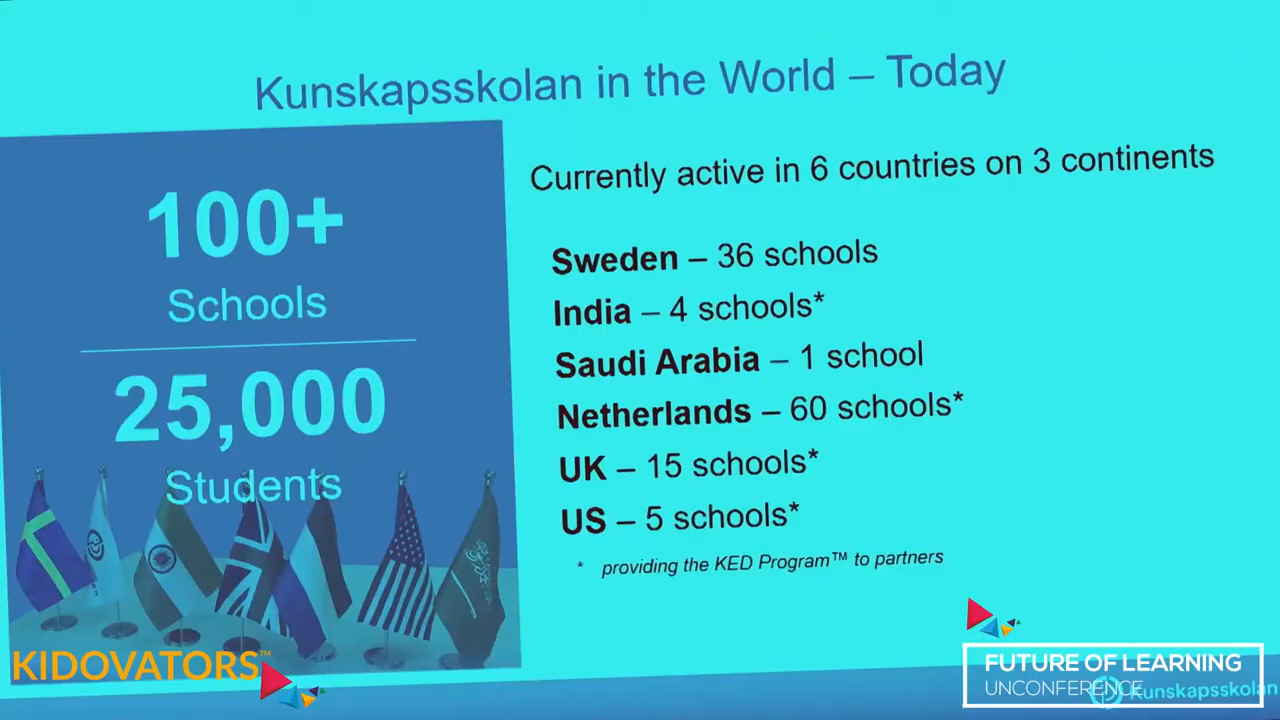 Kunskapsskolan in the World – Today
100+
Schools
25,000
Students
Currently active in 6 countries on 3 continents
Sweden – 36 schools
India – 4 schools*
Saudi Arabia – 1 school
Netherlands – 60 schools*
UK – 15 schools*
US – 5 schools*
* providing the KED Program™ to partners
KIDOVATORS™
FUTURE OF LEARNING
UNCONFERENCE
Kunskapsskolan